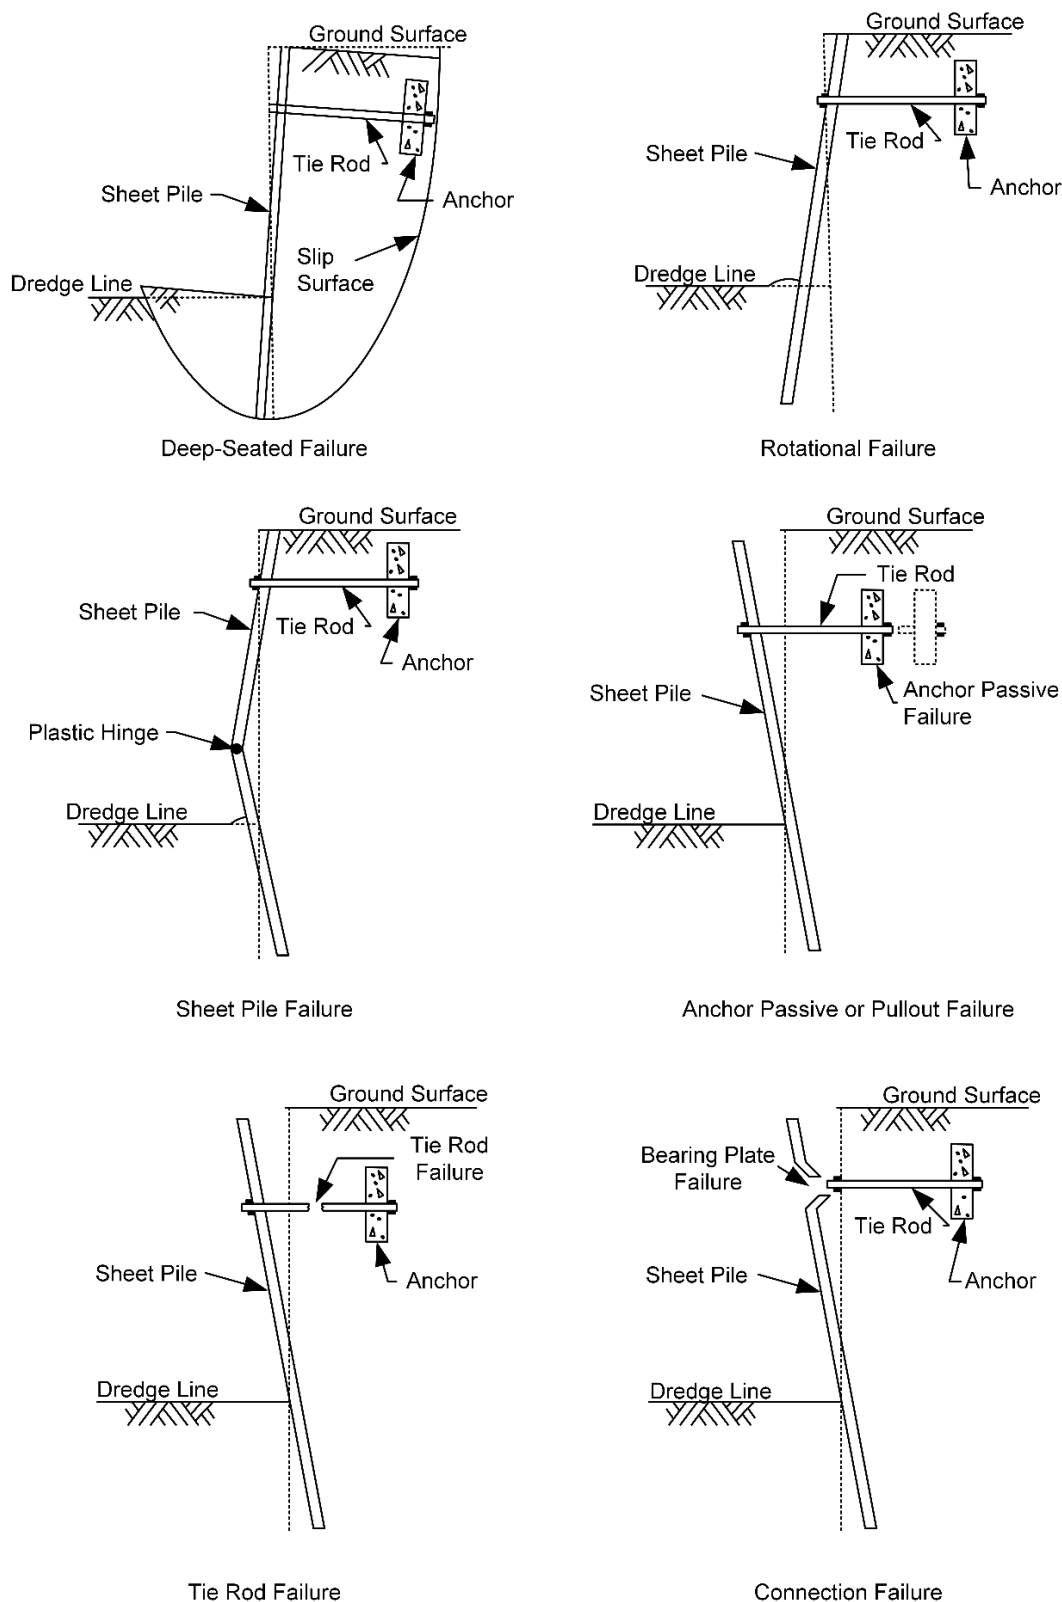 Ground Surface
Tie Rod
Sheet Pile
Anchor
Slip
Surface
Dredge Line
Deep-Seated Failure
Ground Surface
Tie Rod
Sheet Pile
Anchor
Dredge Line
Rotational Failure
Ground Surface
Sheet Pile
Tie Rod
Anchor
Plastic Hinge
Dredge Line
Sheet Pile Failure
Ground Surface
Tie Rod
Sheet Pile
Anchor Passive
Failure
Dredge Line
Anchor Passive or Pullout Failure
Ground Surface
Tie Rod
Failure
Sheet Pile
Anchor
Dredge Line
Tie Rod Failure
Ground Surface
Bearing Plate
Failure
Tie Rod
Sheet Pile
Anchor
Dredge Line
Connection Failure